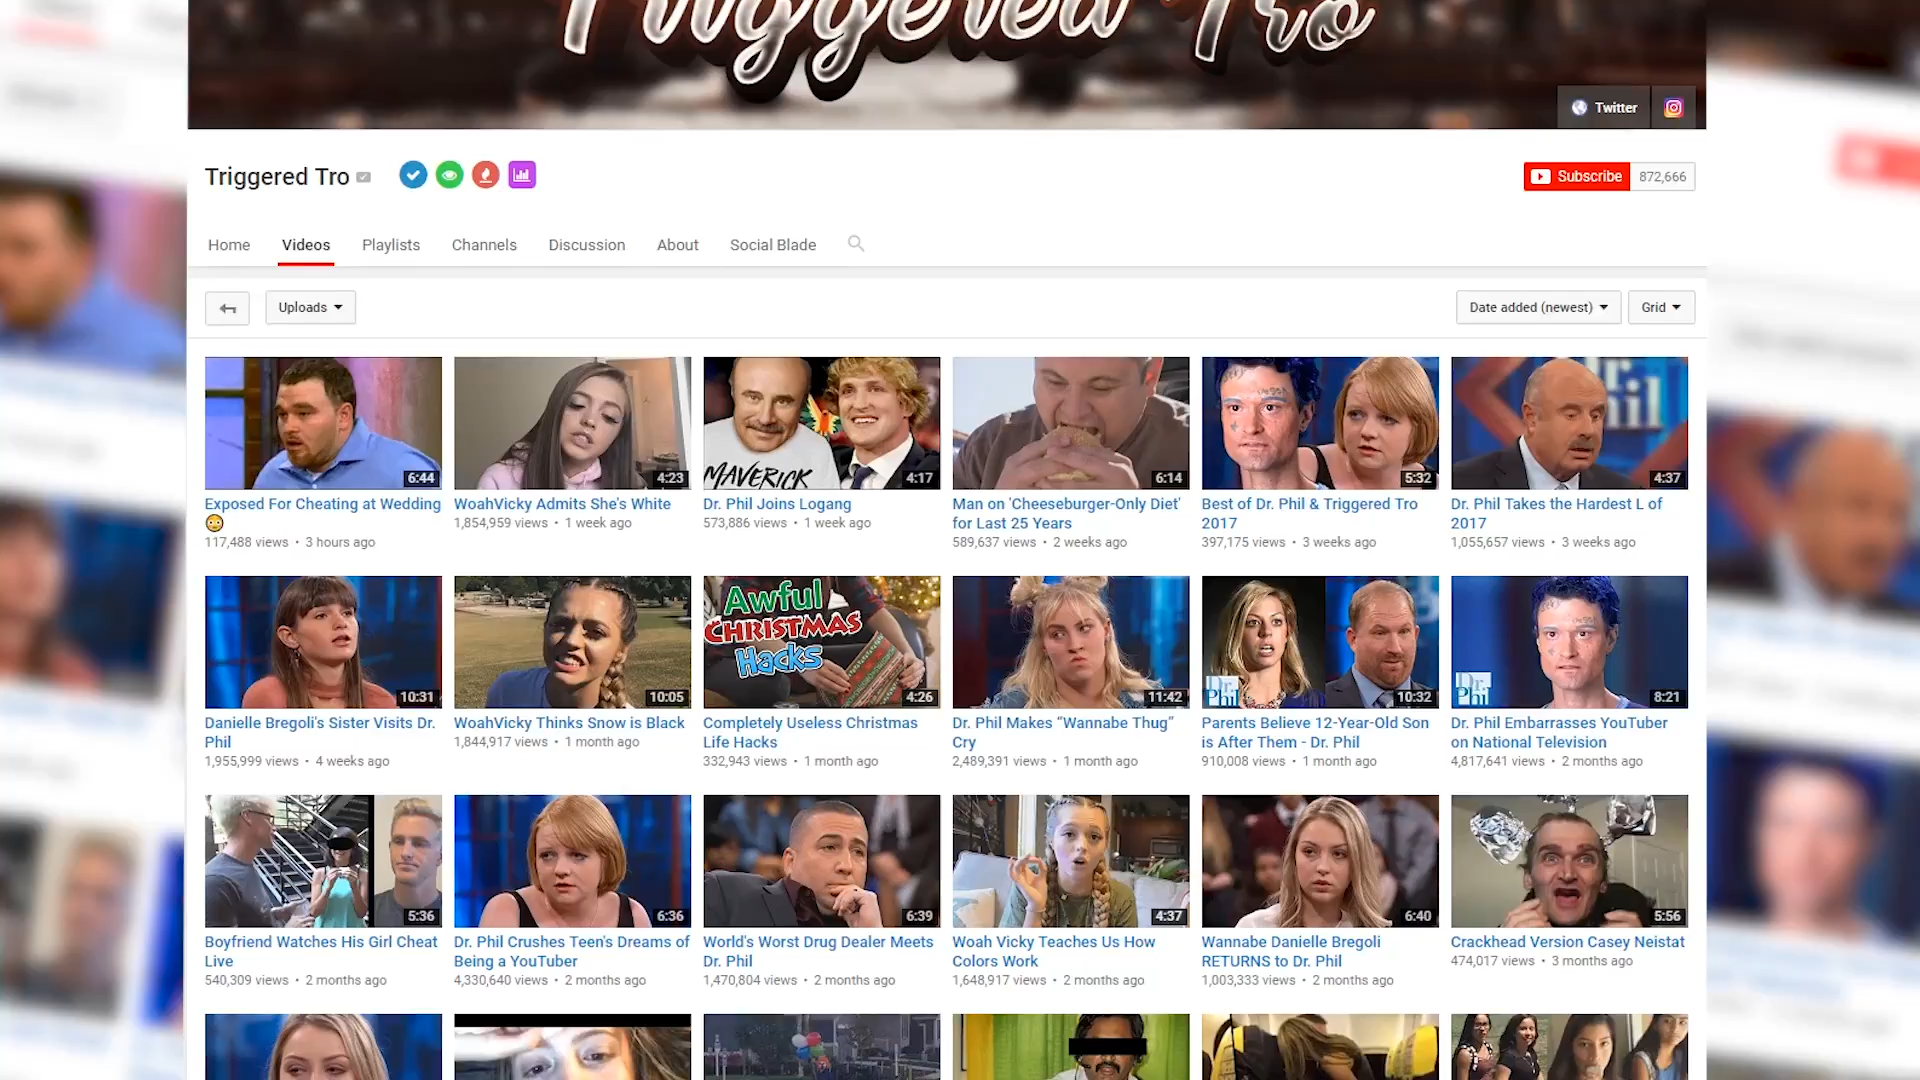 Triggered Tro
Twitter
Triggered Tro
Subscribe 872,666
Home Videos Playlists Channels Discussion About Social Blade
Uploads Date added (newest) Grid
MAVERICK
Dr.
Phil
6:44 4:23 4:17 6:14 5:32 4:37
Exposed For Cheating at Wedding
117,488 views • 3 hours ago
WoahVicky Admits She's White
1,854,959 views • 1 week ago
Dr. Phil Joins Logang
573,886 views • 1 week ago
Man on 'Cheeseburger-Only Diet'
for Last 25 Years
589,637 views • 2 weeks ago
Best of Dr. Phil & Triggered Tro
2017
397,175 views • 3 weeks ago
Dr. Phil Takes the Hardest L of
2017
1,055,657 views • 3 weeks ago
Awful
CHRISTMAS
Hacks
Dr.
Phil
Dr.
Phil
10:31 10:05 4:26 11:42 10:32 8:21
Danielle Bregoli's Sister Visits Dr.
Phil
1,955,999 views • 4 weeks ago
WoahVicky Thinks Snow is Black
1,844,917 views • 1 month ago
Completely Useless Christmas
Life Hacks
332,943 views • 1 month ago
Dr. Phil Makes “Wannabe Thug”
Cry
2,489,391 views • 1 month ago
Parents Believe 12-Year-Old Son
is After Them - Dr. Phil
910,008 views • 1 month ago
Dr. Phil Embarrasses YouTuber
on National Television
4,817,641 views • 2 months ago
5:36 6:36 6:39 4:37 6:40 5:56
Boyfriend Watches His Girl Cheat
Live
540,309 views • 2 months ago
Dr. Phil Crushes Teen's Dreams of
Being a YouTuber
4,330,640 views • 2 months ago
World's Worst Drug Dealer Meets
Dr. Phil
1,470,804 views • 2 months ago
Woah Vicky Teaches Us How
Colors Work
1,648,917 views • 2 months ago
Wannabe Danielle Bregoli
RETURNS to Dr. Phil
1,003,333 views • 2 months ago
Crackhead Version Casey Neistat
474,017 views • 3 months ago